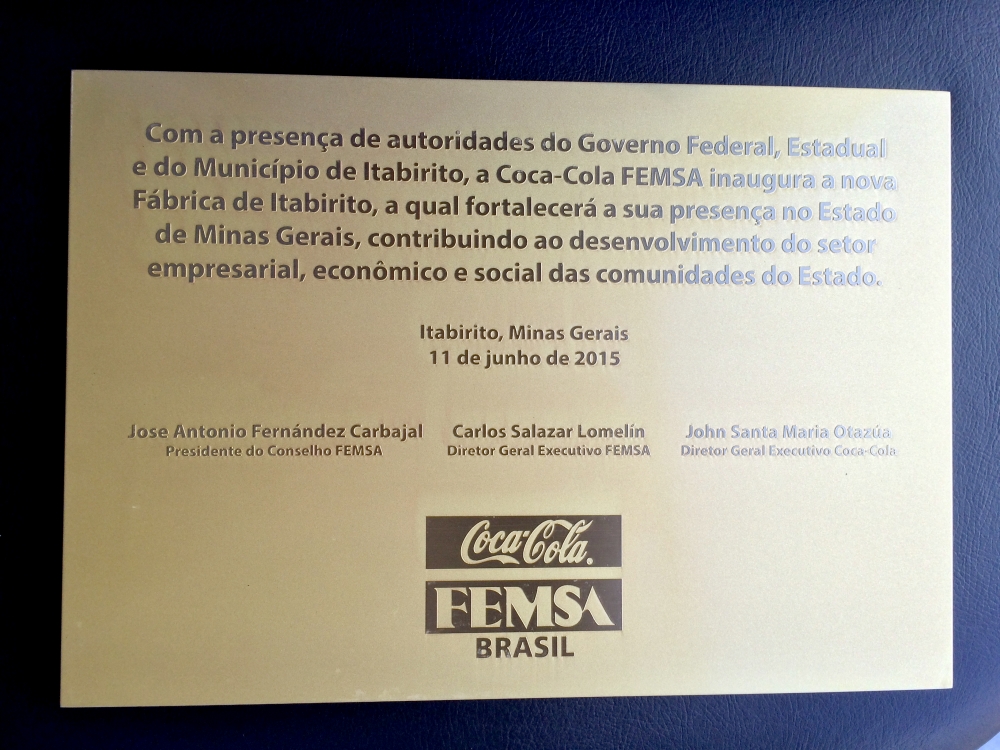 Com a presença de autoridades do Governo Federal, Estadual
e do Município de Itabirito, a Coca-Cola FEMSA inaugura a nova
Fábrica de Itabirito, a qual fortalecerá a sua presença no Estado
de Minas Gerais, contribuindo ao desenvolvimento do setor
empresarial, econômico e social das comunidades do Estado.
Itabirito, Minas Gerais
11 de junho de 2015
Jose Antonio Fernández Carbajal
Presidente do Conselho FEMSA
Carlos Salazar Lomelín
Diretor Geral Executivo FEMSA
John Santa Maria Otazúa
Diretor Geral Executivo Coca-Cola
Coca-Cola
FEMSA
BRASIL